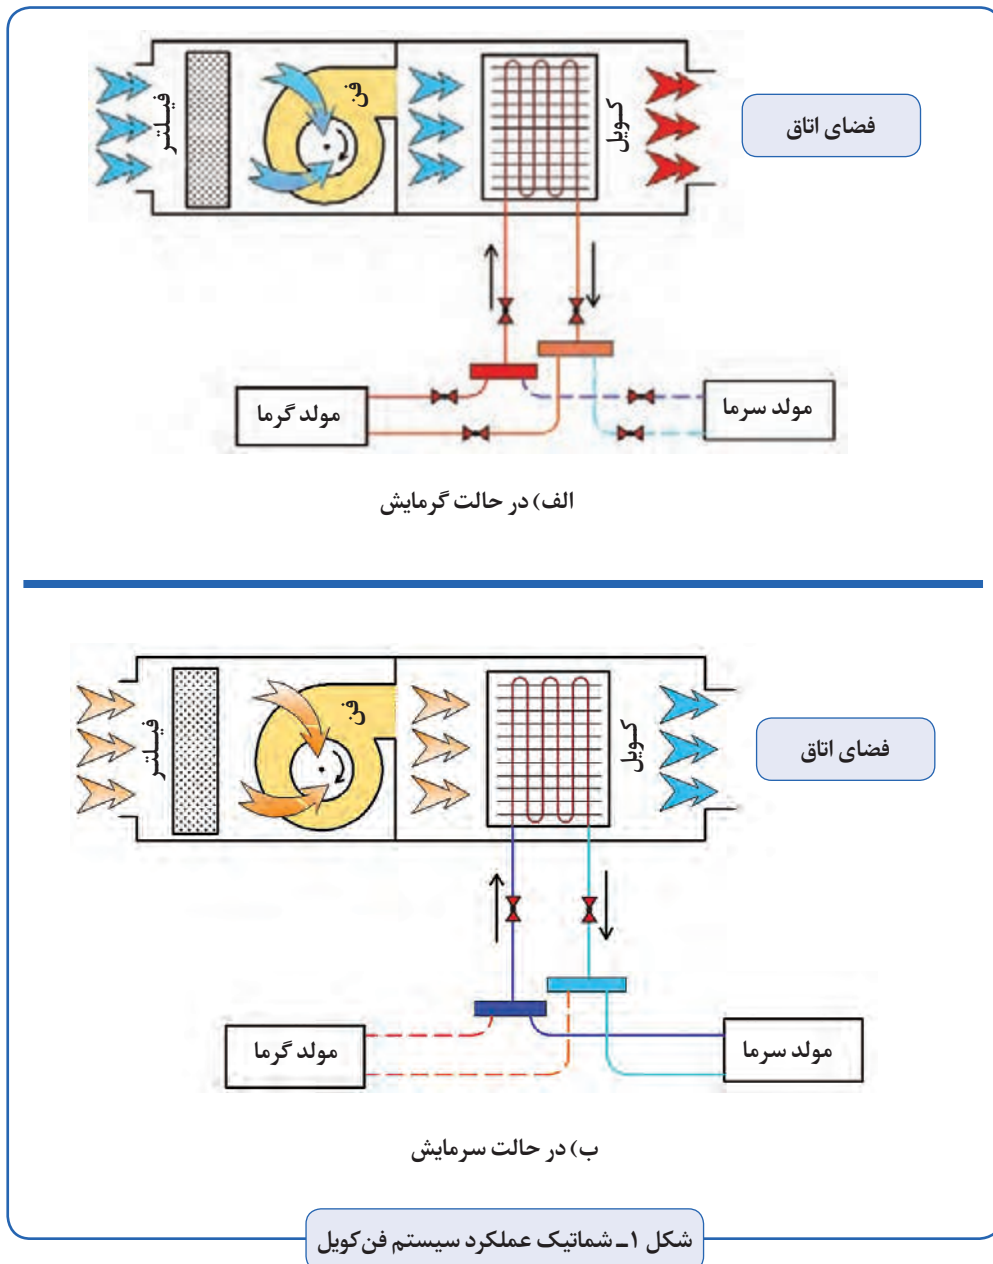 فیلتر
فن
کویل
فضای اتاق
مولد گرما
مولد سرما
الف) در حالت گرمایش
فیلتر
فن
کویل
فضای اتاق
مولد گرما
مولد سرما
ب) در حالت سرمایش
شکل ۱ـ شماتیک عملکرد سیستم فن‌کویل